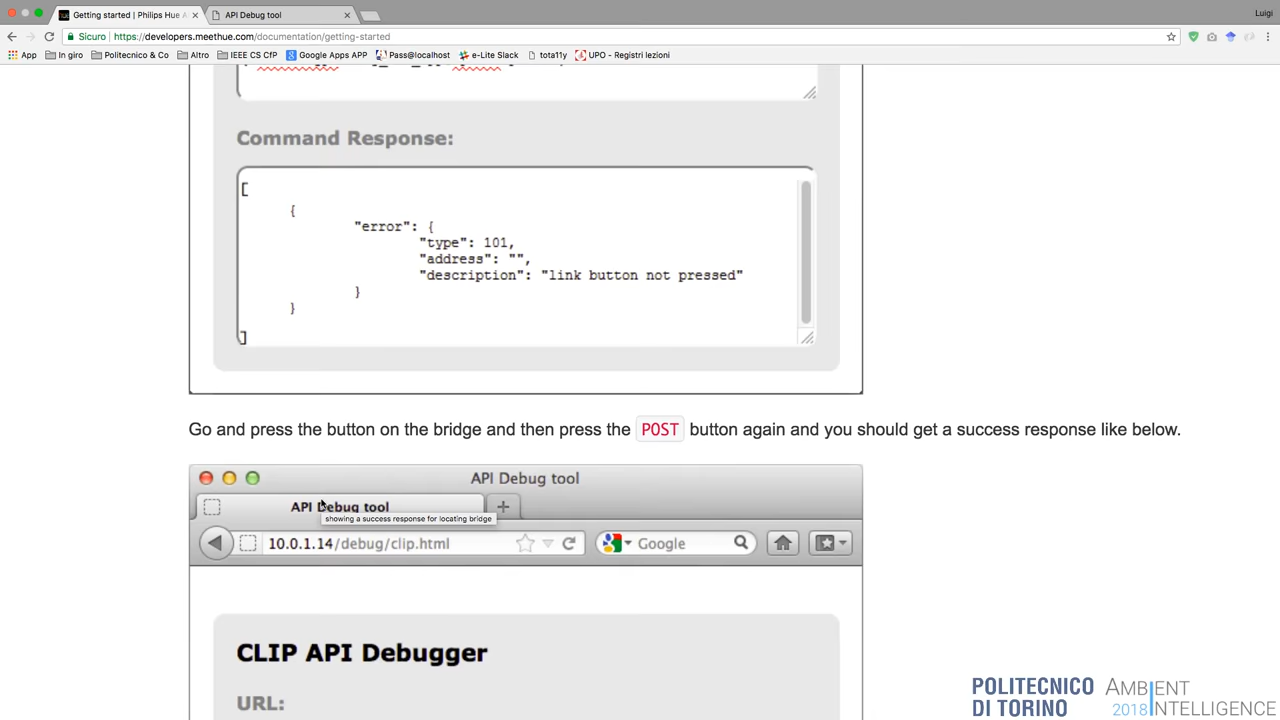 Getting started | Philips Hue A
API Debug tool
Luigi
Sicuro
https://developers.meethue.com/documentation/getting-started
App
In giro
Politecnico & Co
Altro
IEEE CS CfP
Google Apps APP
Pass@localhost
e-Lite Slack
tota11y
UPO - Registri lezioni
Command Response:
[
{
"error": {
"type": 101,
"address": "",
"description": "link button not pressed"
}
}
]
Go and press the button on the bridge and then press the POST button again and you should get a success response like below.
API Debug tool
API Debug tool
showing a success response for locating bridge
10.0.1.14/debug/clip.html
Google
CLIP API Debugger
URL:
POLITECNICO
DI TORINO
AMBIENT
2018 INTELLIGENCE